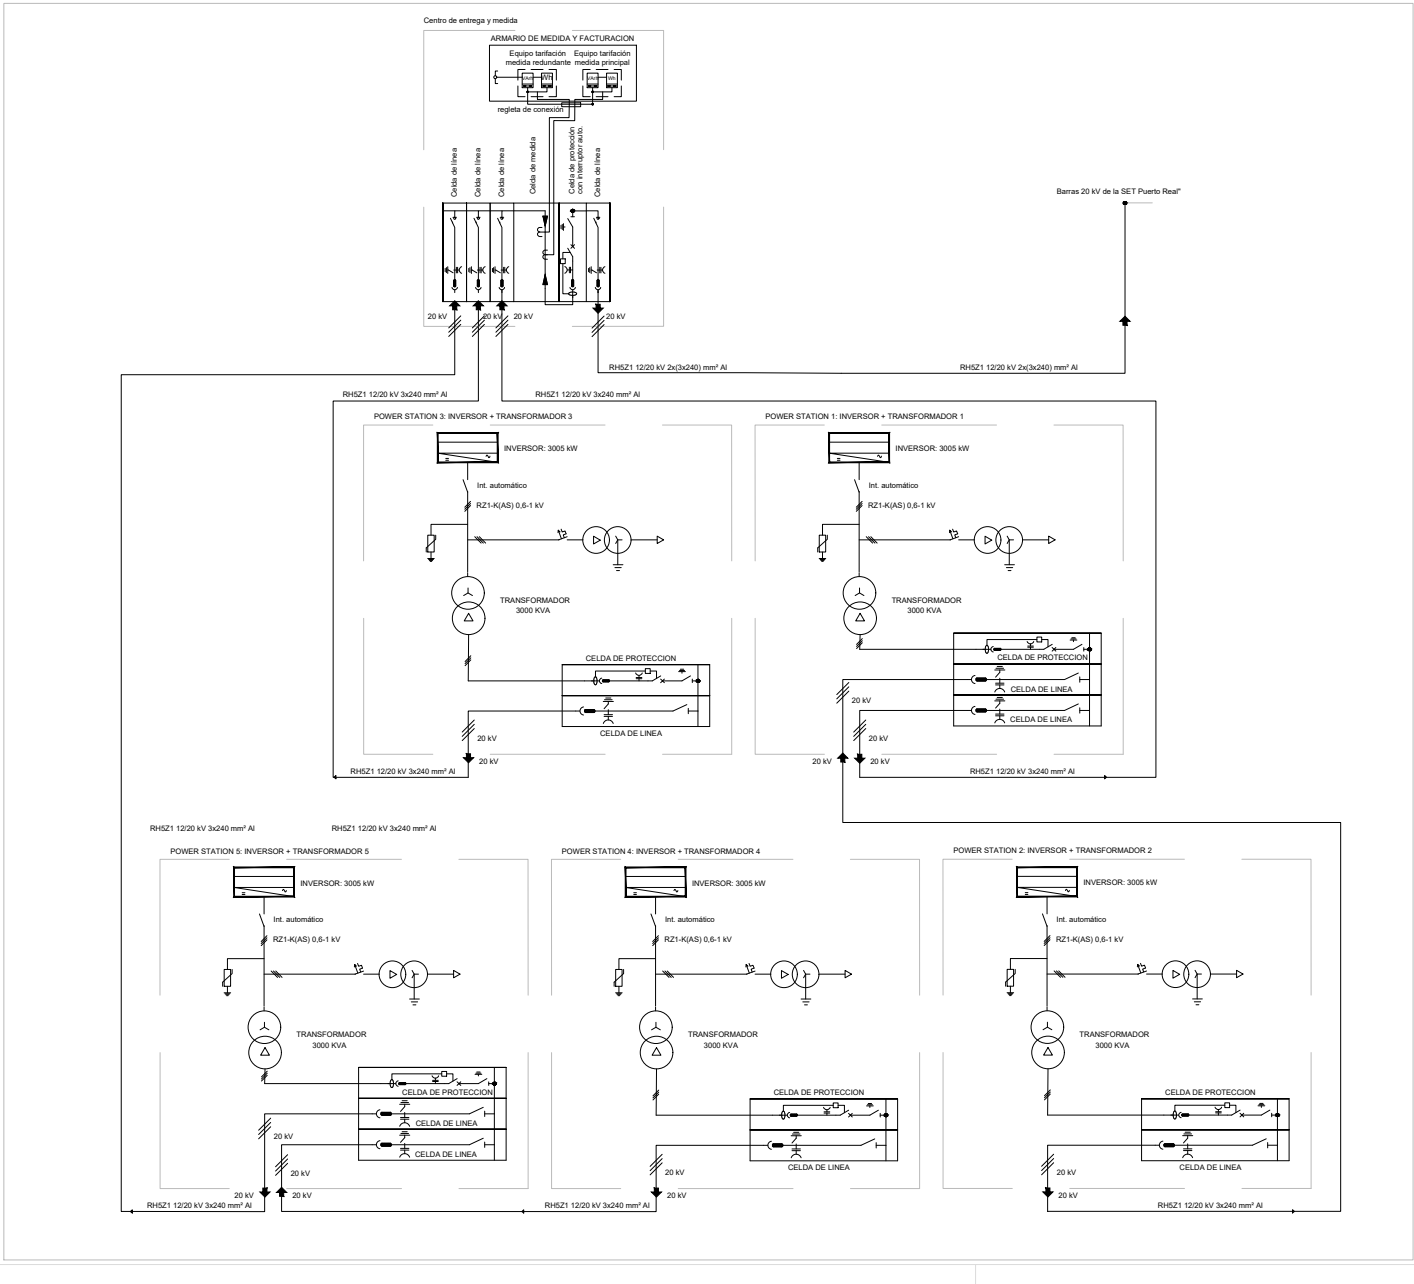 Centro de entrega y medida
ARMARIO DE MEDIDA Y FACTURACION
Equipo tarifación
medida redundante
Equipo tarifación
medida principal
VArh
Wh
VArh
Wh
regleta de conexión
Celda de línea
Celda de línea
Celda de línea
Celda de medida
Celda de protección
con interruptor auto.
Celda de línea
20 kV
20 kV
20 kV
20 kV
Barras 20 kV de la SET Puerto Real"
RH5Z1 12/20 kV 2x(3x240) mm² Al
RH5Z1 12/20 kV 2x(3x240) mm² Al
RH5Z1 12/20 kV 3x240 mm² Al
RH5Z1 12/20 kV 3x240 mm² Al
POWER STATION 3: INVERSOR + TRANSFORMADOR 3
INVERSOR: 3005 kW
Int. automático
RZ1-K(AS) 0,6-1 kV
TRANSFORMADOR
3000 KVA
CELDA DE PROTECCION
CELDA DE LINEA
20 kV
20 kV
RH5Z1 12/20 kV 3x240 mm² Al
POWER STATION 1: INVERSOR + TRANSFORMADOR 1
INVERSOR: 3005 kW
Int. automático
RZ1-K(AS) 0,6-1 kV
TRANSFORMADOR
3000 KVA
CELDA DE PROTECCION
CELDA DE LINEA
CELDA DE LINEA
20 kV
20 kV
20 kV
20 kV
RH5Z1 12/20 kV 3x240 mm² Al
RH5Z1 12/20 kV 3x240 mm² Al
RH5Z1 12/20 kV 3x240 mm² Al
POWER STATION 5: INVERSOR + TRANSFORMADOR 5
INVERSOR: 3005 kW
Int. automático
RZ1-K(AS) 0,6-1 kV
TRANSFORMADOR
3000 KVA
CELDA DE PROTECCION
CELDA DE LINEA
CELDA DE LINEA
20 kV
20 kV
20 kV
20 kV
RH5Z1 12/20 kV 3x240 mm² Al
POWER STATION 4: INVERSOR + TRANSFORMADOR 4
INVERSOR: 3005 kW
Int. automático
RZ1-K(AS) 0,6-1 kV
TRANSFORMADOR
3000 KVA
CELDA DE PROTECCION
CELDA DE LINEA
20 kV
20 kV
RH5Z1 12/20 kV 3x240 mm² Al
POWER STATION 2: INVERSOR + TRANSFORMADOR 2
INVERSOR: 3005 kW
Int. automático
RZ1-K(AS) 0,6-1 kV
TRANSFORMADOR
3000 KVA
CELDA DE PROTECCION
CELDA DE LINEA
20 kV
20 kV
RH5Z1 12/20 kV 3x240 mm² Al